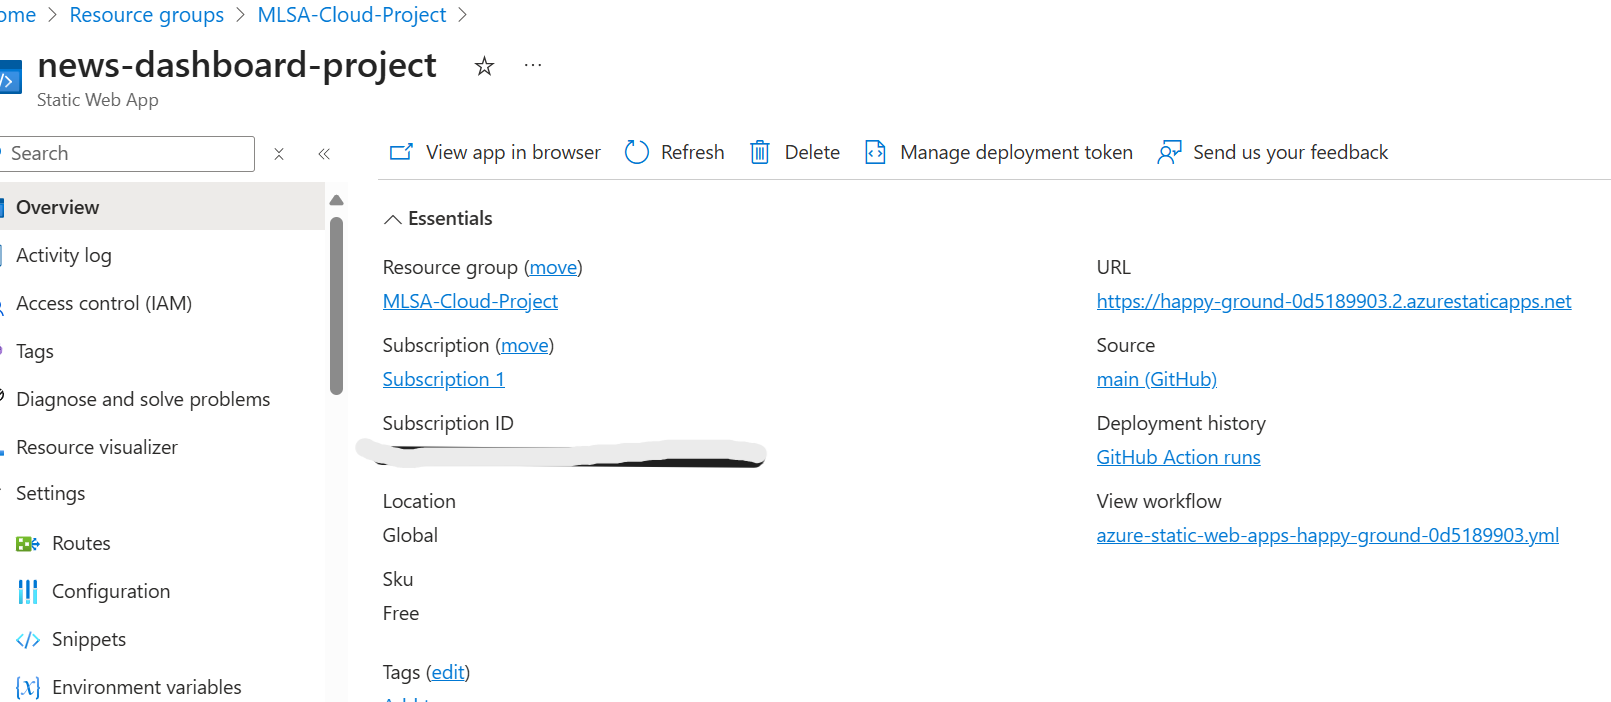 ome > Resource groups > MLSA-Cloud-Project >
news-dashboard-project
Static Web App
Search
View app in browser
Refresh
Delete
Manage deployment token
Send us your feedback
Overview
Activity log
Access control (IAM)
Tags
Diagnose and solve problems
Resource visualizer
Settings
Routes
Configuration
Snippets
Environment variables
Essentials
Resource group (move)
MLSA-Cloud-Project
Subscription (move)
Subscription 1
Subscription ID
Location
Global
Sku
Free
Tags (edit)
URL
https://happy-ground-0d5189903.2.azurestaticapps.net
Source
main (GitHub)
Deployment history
GitHub Action runs
View workflow
azure-static-web-apps-happy-ground-0d5189903.yml